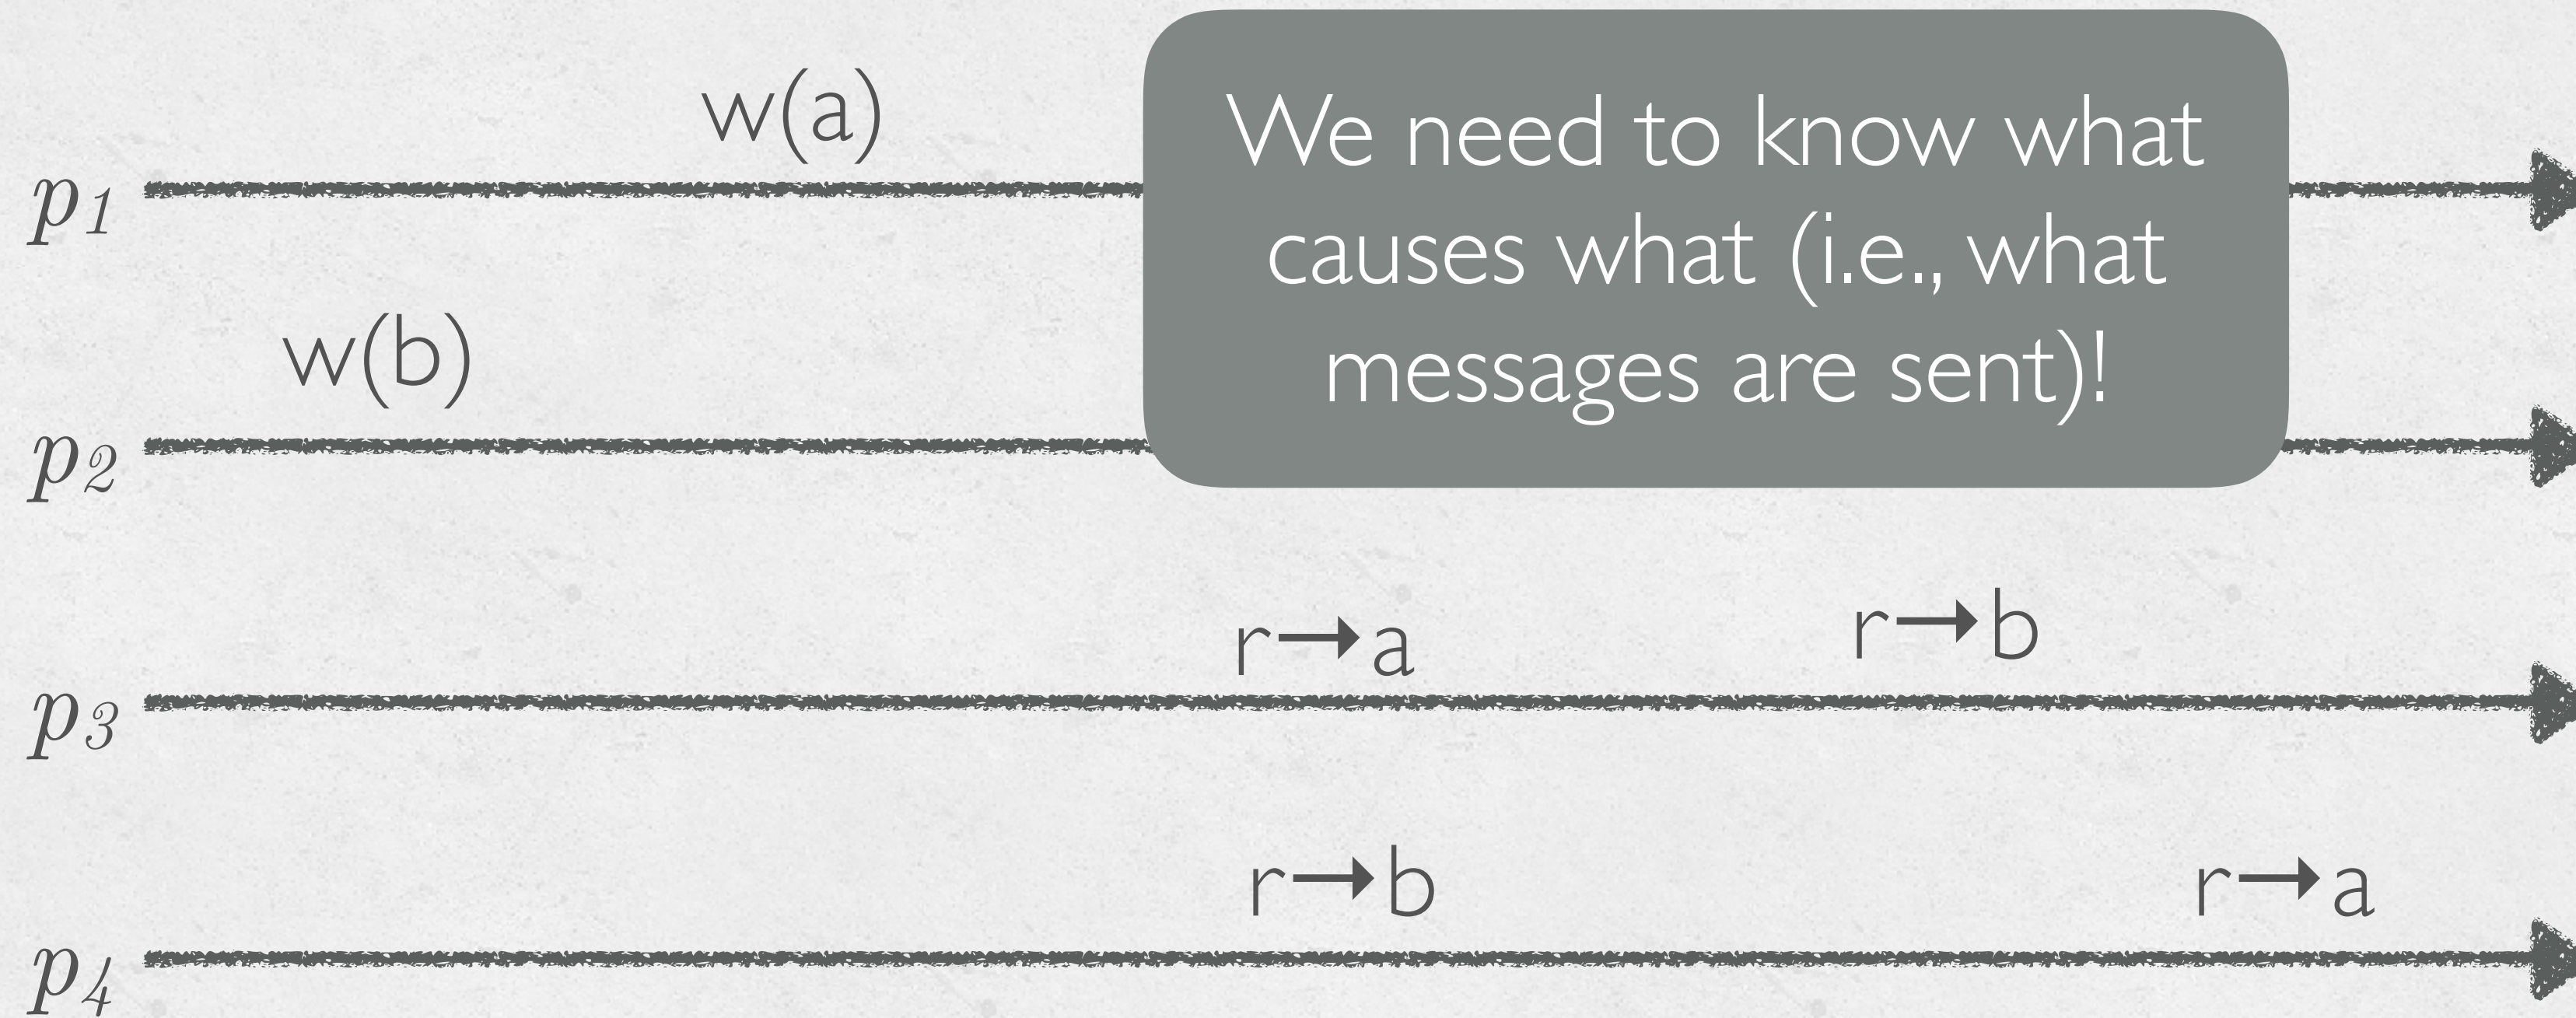 w(a)
We need to know what
causes what (i.e., what
messages are sent)!
p1
w(b)
p2
r→a
r→b
p3
r→b
r→a
p4